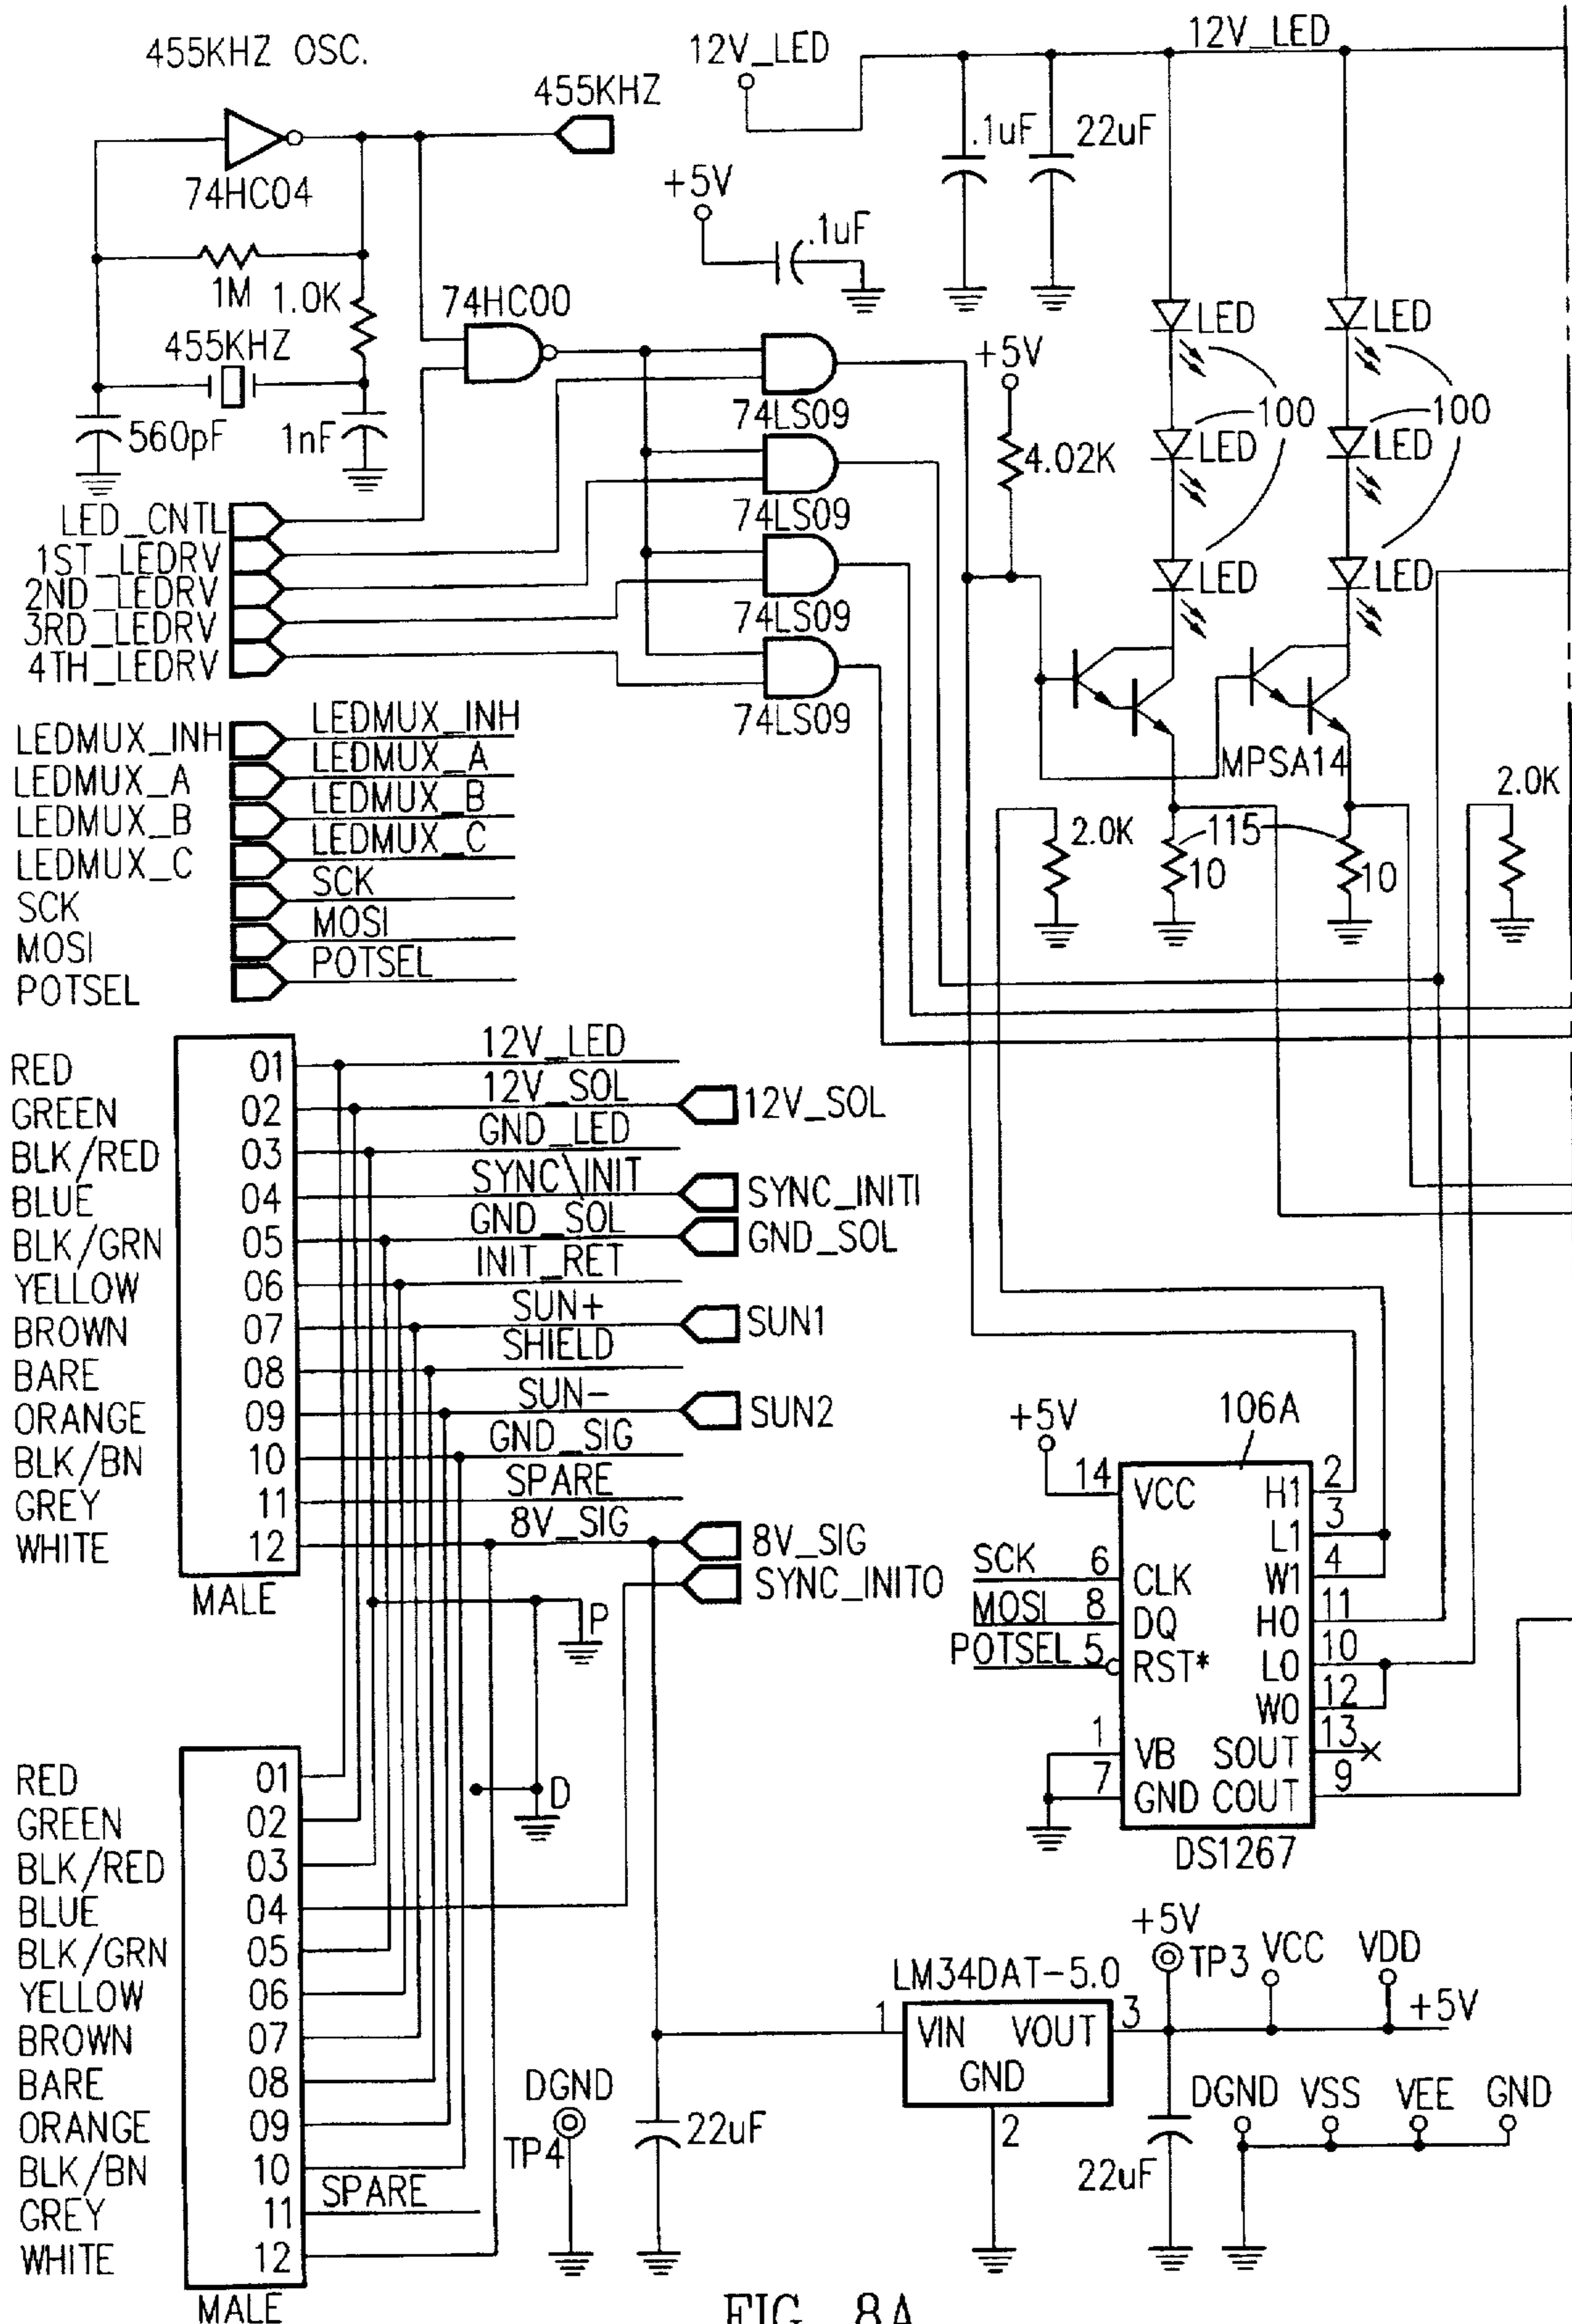 455KHZ OSC.
12V_LED
12V_LED
455KHZ
.1uF
22uF
74HC04
+5V
.1uF
1M
1.0K
74HC00
LED
LED
455KHZ
+5V
560pF
1nF
74LS09
100
100
4.02K
LED
LED
LED_CNTL
74LS09
1ST_LEDRV
2ND_LEDRV
LED
LED
3RD_LEDRV
74LS09
4TH_LEDRV
74LS09
LEDMUX_INH
LEDMUX_INH
LEDMUX_A
LEDMUX_A
MPSA14
LEDMUX_B
LEDMUX_B
2.0K
LEDMUX_C
LEDMUX_C
2.0K
115
SCK
SCK
10
10
MOSI
MOSI
POTSEL
POTSEL
RED
01
12V_LED
GREEN
02
12V_SOL
12V_SOL
BLK/RED
03
GND_LED
BLUE
04
SYNC\INIT
SYNC_INITI
BLK/GRN
05
GND_SOL
GND_SOL
YELLOW
06
INIT_RET
BROWN
07
SUN+
SUN1
BARE
08
SHIELD
ORANGE
09
SUN-
SUN2
BLK/BN
10
GND_SIG
GREY
11
SPARE
WHITE
12
8V_SIG
8V_SIG
MALE
SYNC_INITO
P
D
+5V
106A
14
VCC
H1
2
L1
3
SCK
6
CLK
W1
4
MOSI
8
DQ
H0
11
POTSEL
5
RST*
L0
10
W0
12
1
VB
SOUT
13
7
GND
COUT
9
DS1267
RED
01
GREEN
02
BLK/RED
03
BLUE
04
BLK/GRN
05
YELLOW
06
BROWN
07
BARE
08
ORANGE
09
BLK/BN
10
GREY
11
SPARE
WHITE
12
MALE
+5V
LM34DAT-5.0
TP3
VCC
VDD
1
VIN
VOUT
3
+5V
GND
DGND
TP4
22uF
2
22uF
DGND
VSS
VEE
GND
FIG. 8A